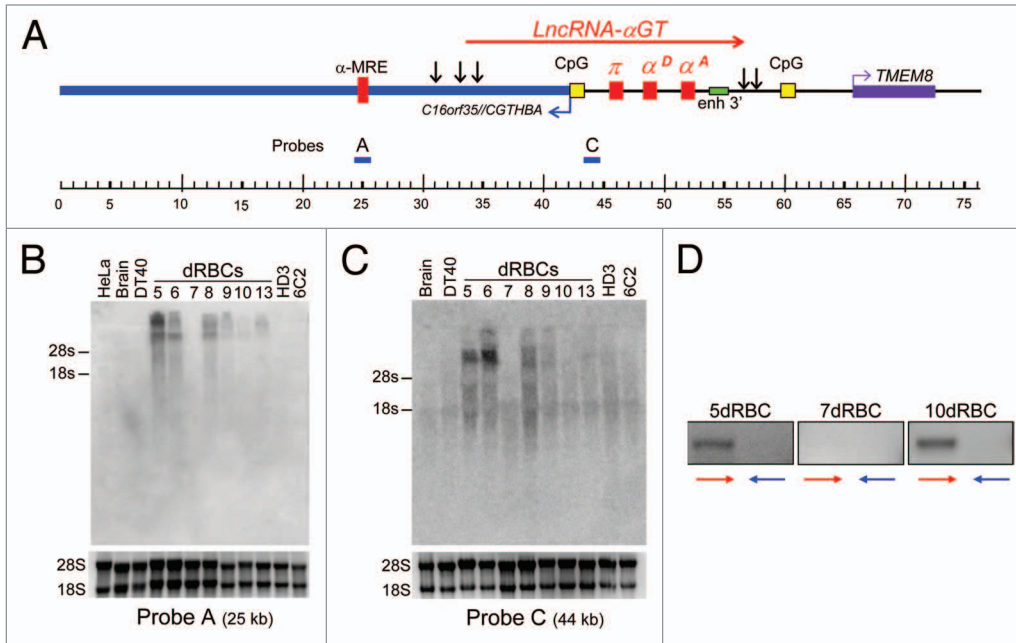 A
LncRNA-αGT
α-MRE
CpG
π
α D
α A
CpG
TMEM8
C16orf35//CGTHBA
enh 3'
Probes
A
C
0 5 10 15 20 25 30 35 40 45 50 55 60 65 70 75
B
HeLa
Brain
DT40
dRBCs
5 6 7 8 9 10 13
HD3
6C2
28s
18s
28S
18S
Probe A (25 kb)
C
Brain
DT40
dRBCs
5 6 7 8 9 10 13
HD3
6C2
28s
18s
28S
18S
Probe C (44 kb)
D
5dRBC 7dRBC 10dRBC